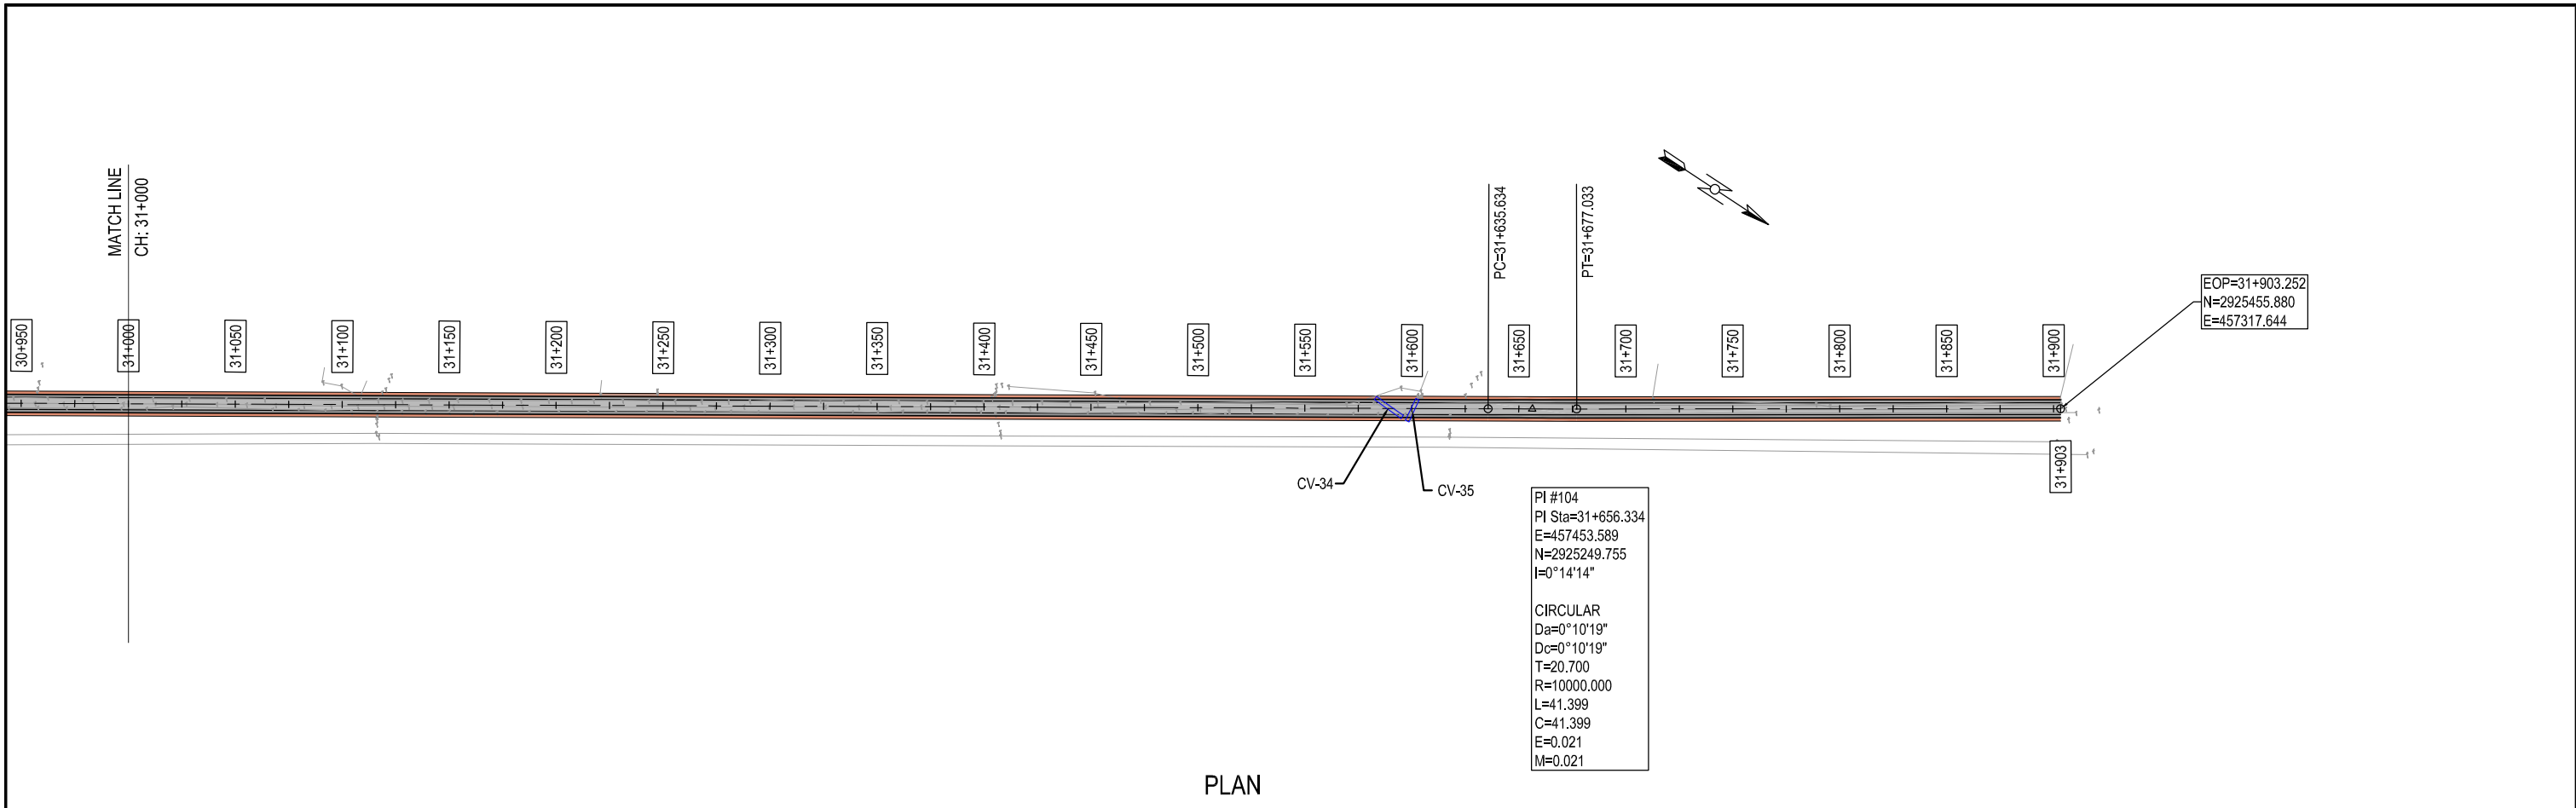 MATCH LINE
CH: 31+000
PC=31+635.634
PT=31+677.033
EOP=31+903.252
N=2925455.880
E=457317.644
30+950
31+000
31+050
31+100
31+150
31+200
31+250
31+300
31+350
31+400
31+450
31+500
31+550
31+600
31+650
31+700
31+750
31+800
31+850
31+900
31+903
CV-34
CV-35
PI #104
PI Sta=31+656.334
E=457453.589
N=2925249.755
I=0°14'14"
CIRCULAR
Da=0°10'19"
Dc=0°10'19"
T=20.700
R=10000.000
L=41.399
C=41.399
E=0.021
M=0.021
PLAN